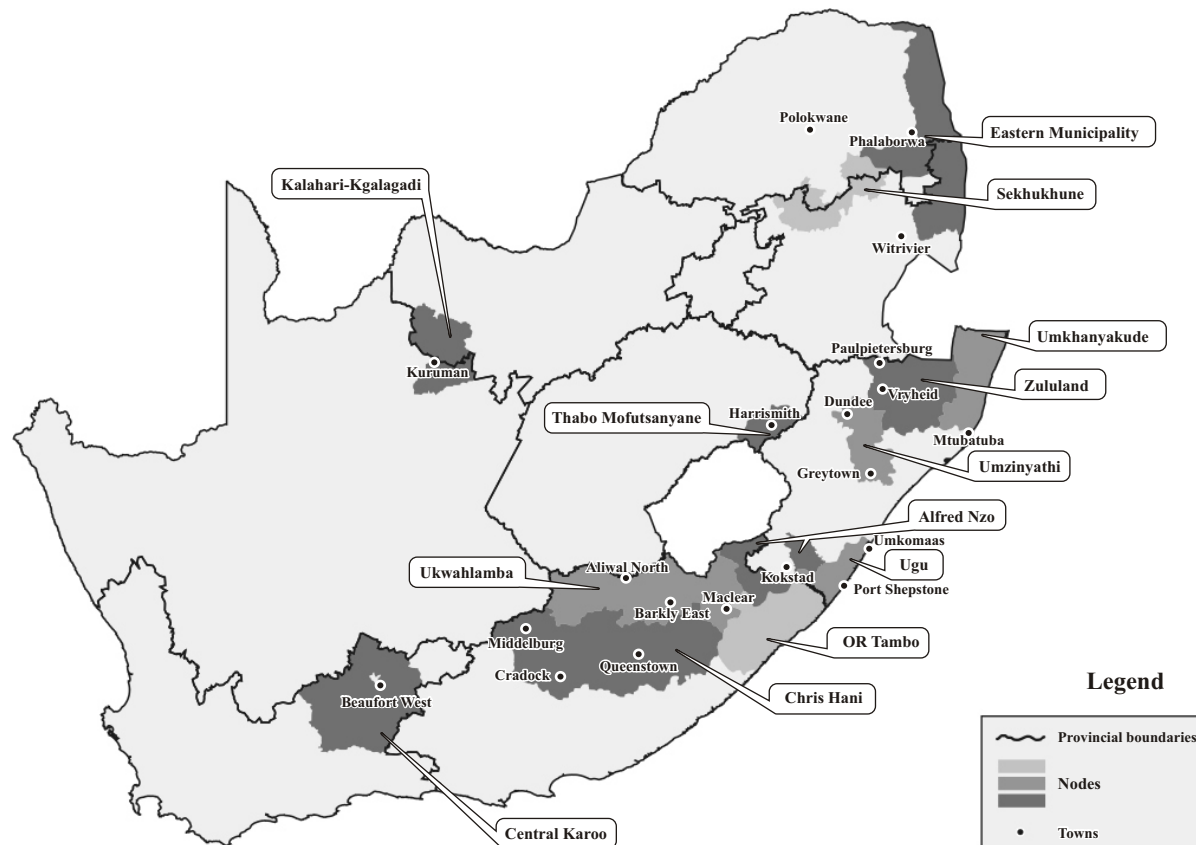 Polokwane
Phalaborwa
Eastern Municipality
Kalahari-Kgalagadi
Sekhukhune
Witrivier
Umkhanyakude
Paulpietersburg
Kuruman
Zululand
Vryheid
Dundee
Thabo Mofutsanyane
Harrismith
Mtubatuba
Umzinyathi
Greytown
Alfred Nzo
Umkomaas
Ugu
Ukwahlamba
Aliwal North
Kokstad
Port Shepstone
Barkly East
Maclear
OR Tambo
Middelburg
Queenstown
Cradock
Chris Hani
Beaufort West
Central Karoo
Legend
Provincial boundaries
Nodes
Towns